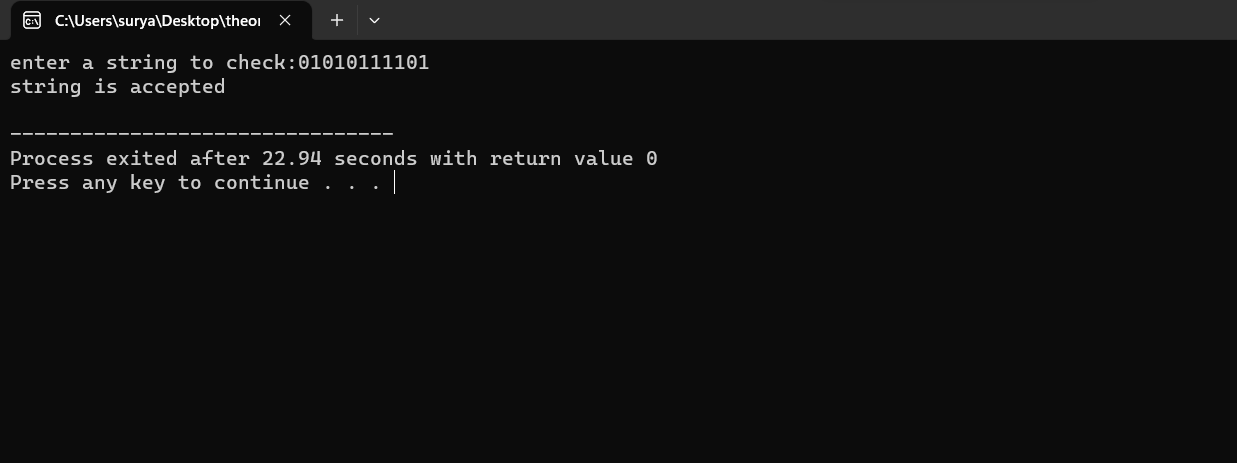 C:\Users\surya\Desktop\theor
enter a string to check:01010111101
string is accepted
--------------------------------
Process exited after 22.94 seconds with return value 0
Press any key to continue . . .